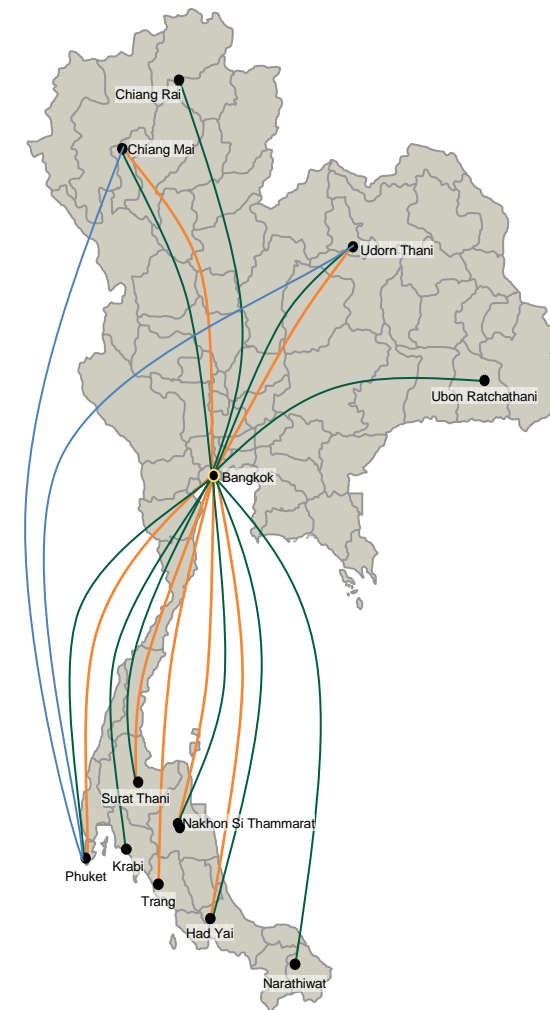 Chiang Rai
Chiang Mai
Udorn Thani
Ubon Ratchathani
Bangkok
Surat Thani
Nakhon Si Thammarat
Krabi
Phuket
Trang
Had Yai
Narathiwat